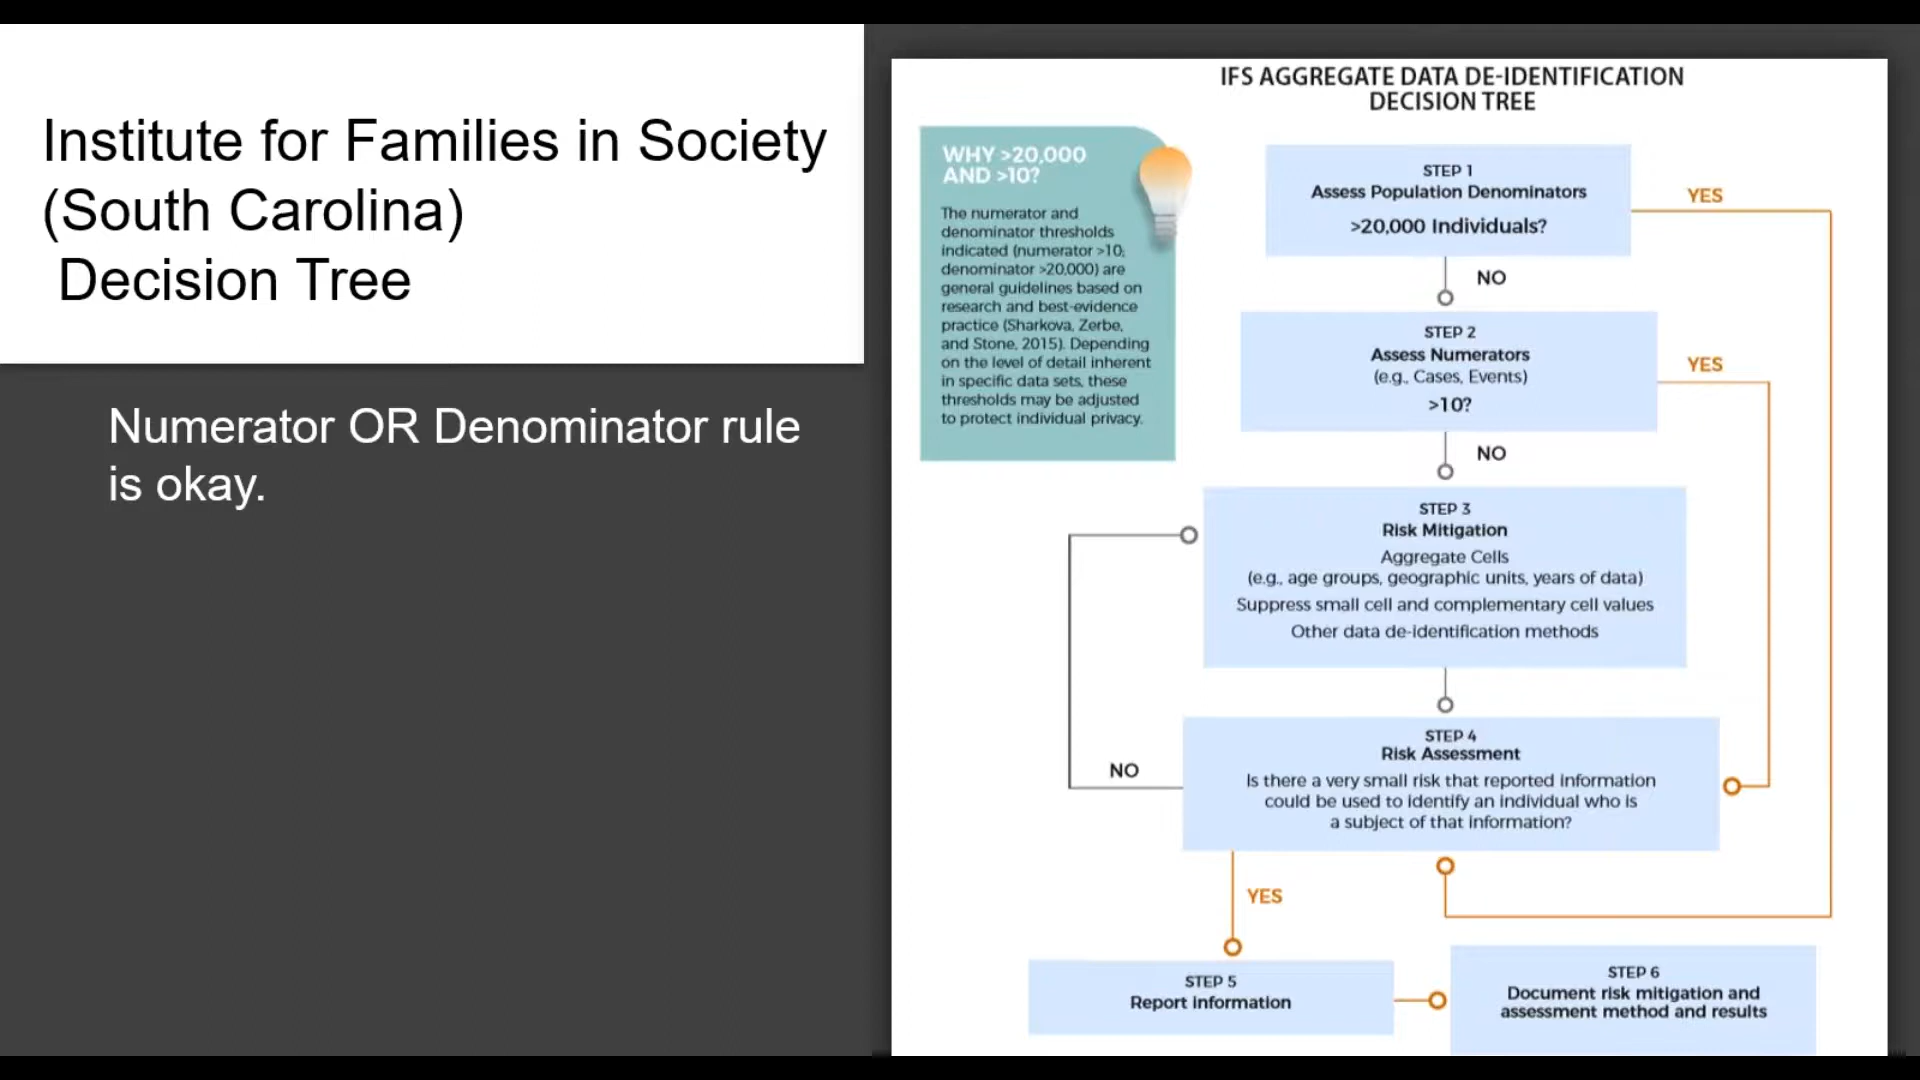 Institute for Families in Society
(South Carolina)
Decision Tree
Numerator OR Denominator rule
is okay.
IFS AGGREGATE DATA DE-IDENTIFICATION
DECISION TREE
WHY >20,000
AND >10?
The numerator and
denominator thresholds
indicated (numerator >10;
denominator >20,000) are
general guidelines based on
research and best-evidence
practice (Sharkova, Zerbe,
and Stone, 2015). Depending
on the level of detail inherent
in specific data sets, these
thresholds may be adjusted
to protect individual privacy.
STEP 1
Assess Population Denominators
>20,000 Individuals?
YES
NO
STEP 2
Assess Numerators
(e.g., Cases, Events)
>10?
YES
NO
STEP 3
Risk Mitigation
Aggregate Cells
(e.g., age groups, geographic units, years of data)
Suppress small cell and complementary cell values
Other data de-identification methods
STEP 4
Risk Assessment
Is there a very small risk that reported information
could be used to identify an individual who is
a subject of that information?
NO
YES
STEP 5
Report information
STEP 6
Document risk mitigation and
assessment method and results